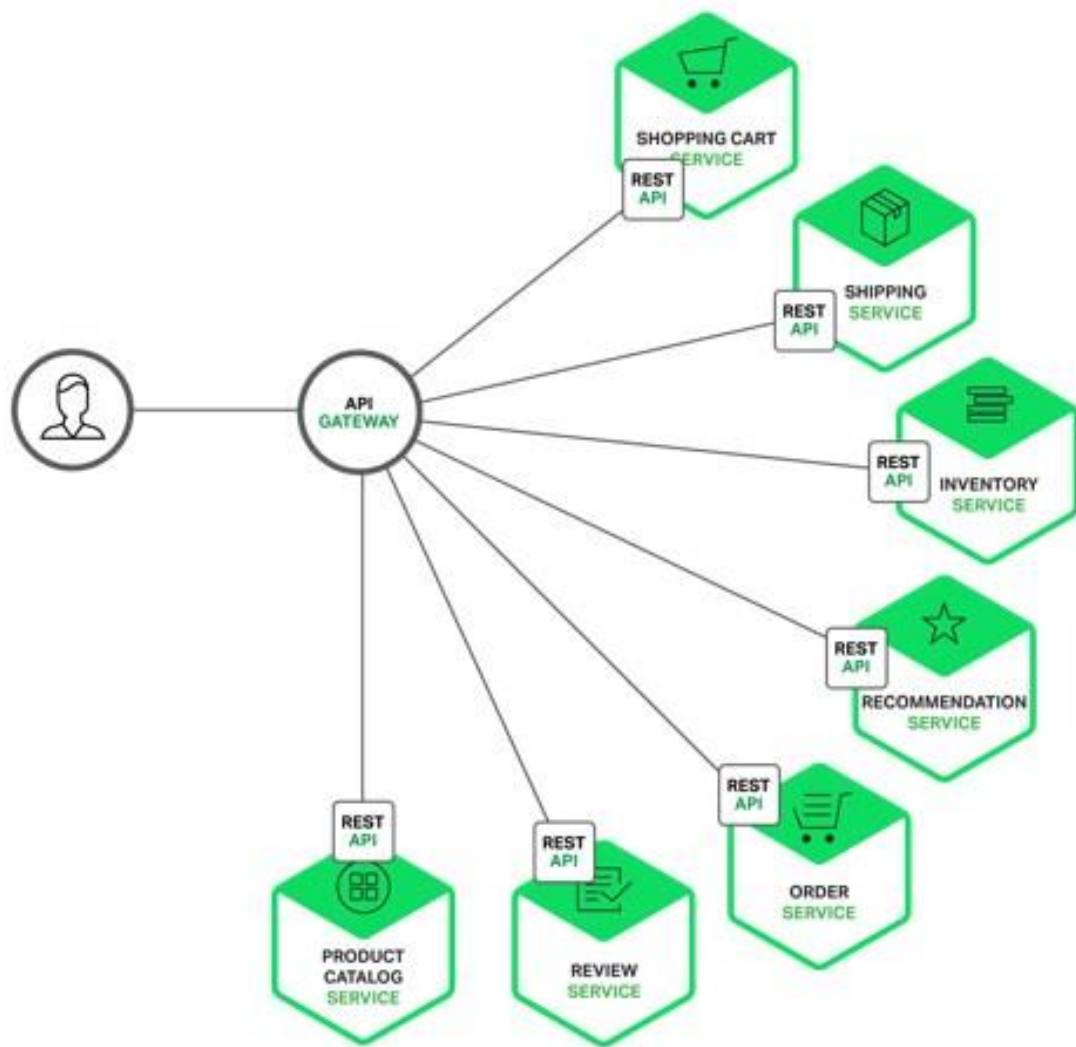 SHOPPING CART
SERVICE
REST
API
SHIPPING
SERVICE
REST
API
API
GATEWAY
REST
API
INVENTORY
SERVICE
REST
API
RECOMMENDATION
SERVICE
REST
API
ORDER
SERVICE
REST
API
REST
API
PRODUCT
CATALOG
SERVICE
REVIEW
SERVICE